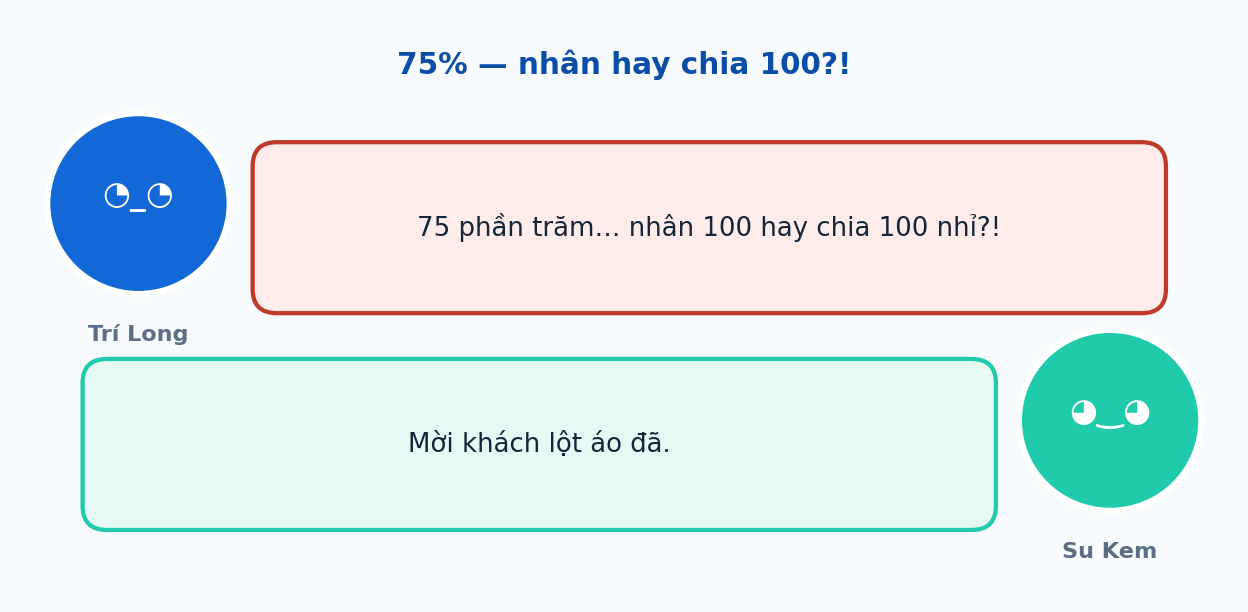 75% — nhân hay chia 100?!
75 phần trăm… nhân 100 hay chia 100 nhỉ?!
Trí Long
Mời khách lột áo đã.
Su Kem